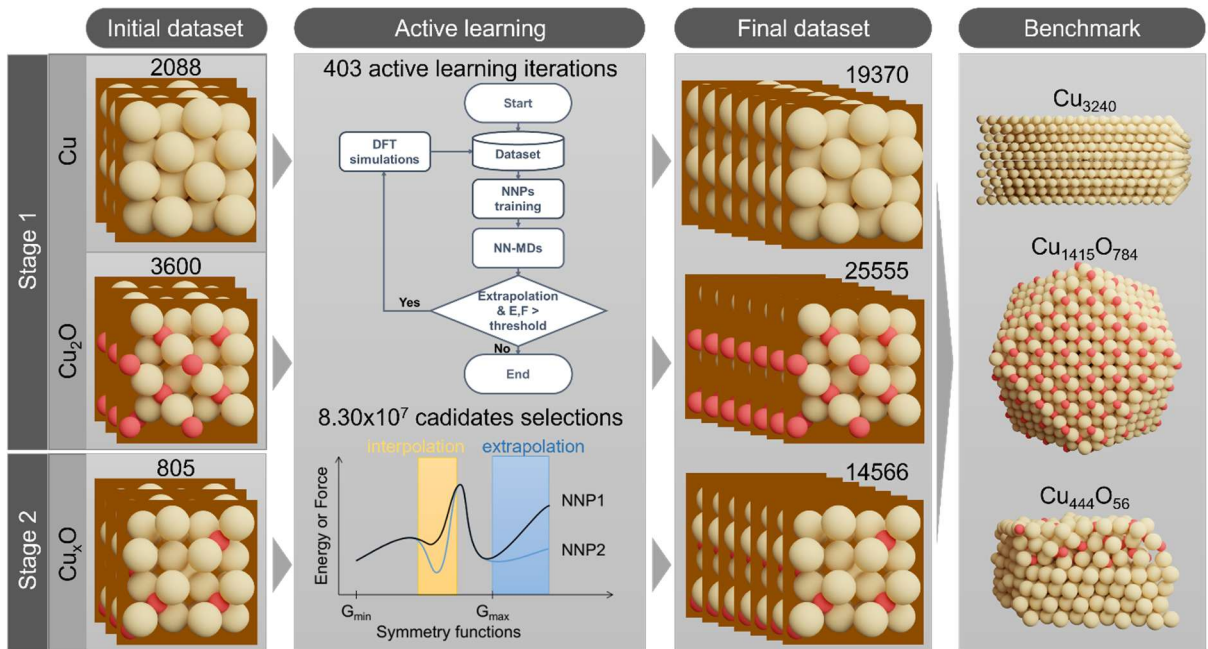 Initial dataset
Active learning
Final dataset
Benchmark
Stage 1
Cu
2088
Cu₂O
3600
Stage 2
CuₓO
805
403 active learning iterations
Start
DFT
simulations
Dataset
NNPs
training
NN-MDs
Yes
Extrapolation
& E,F >
threshold
No
End
8.30x10⁷ cadidates selections
interpolation
extrapolation
NNP1
NNP2
Energy or Force
Gmin
Gmax
Symmetry functions
19370
25555
14566
Cu₃₂₄₀
Cu₁₄₁₅O₇₈₄
Cu₄₄₄O₅₆